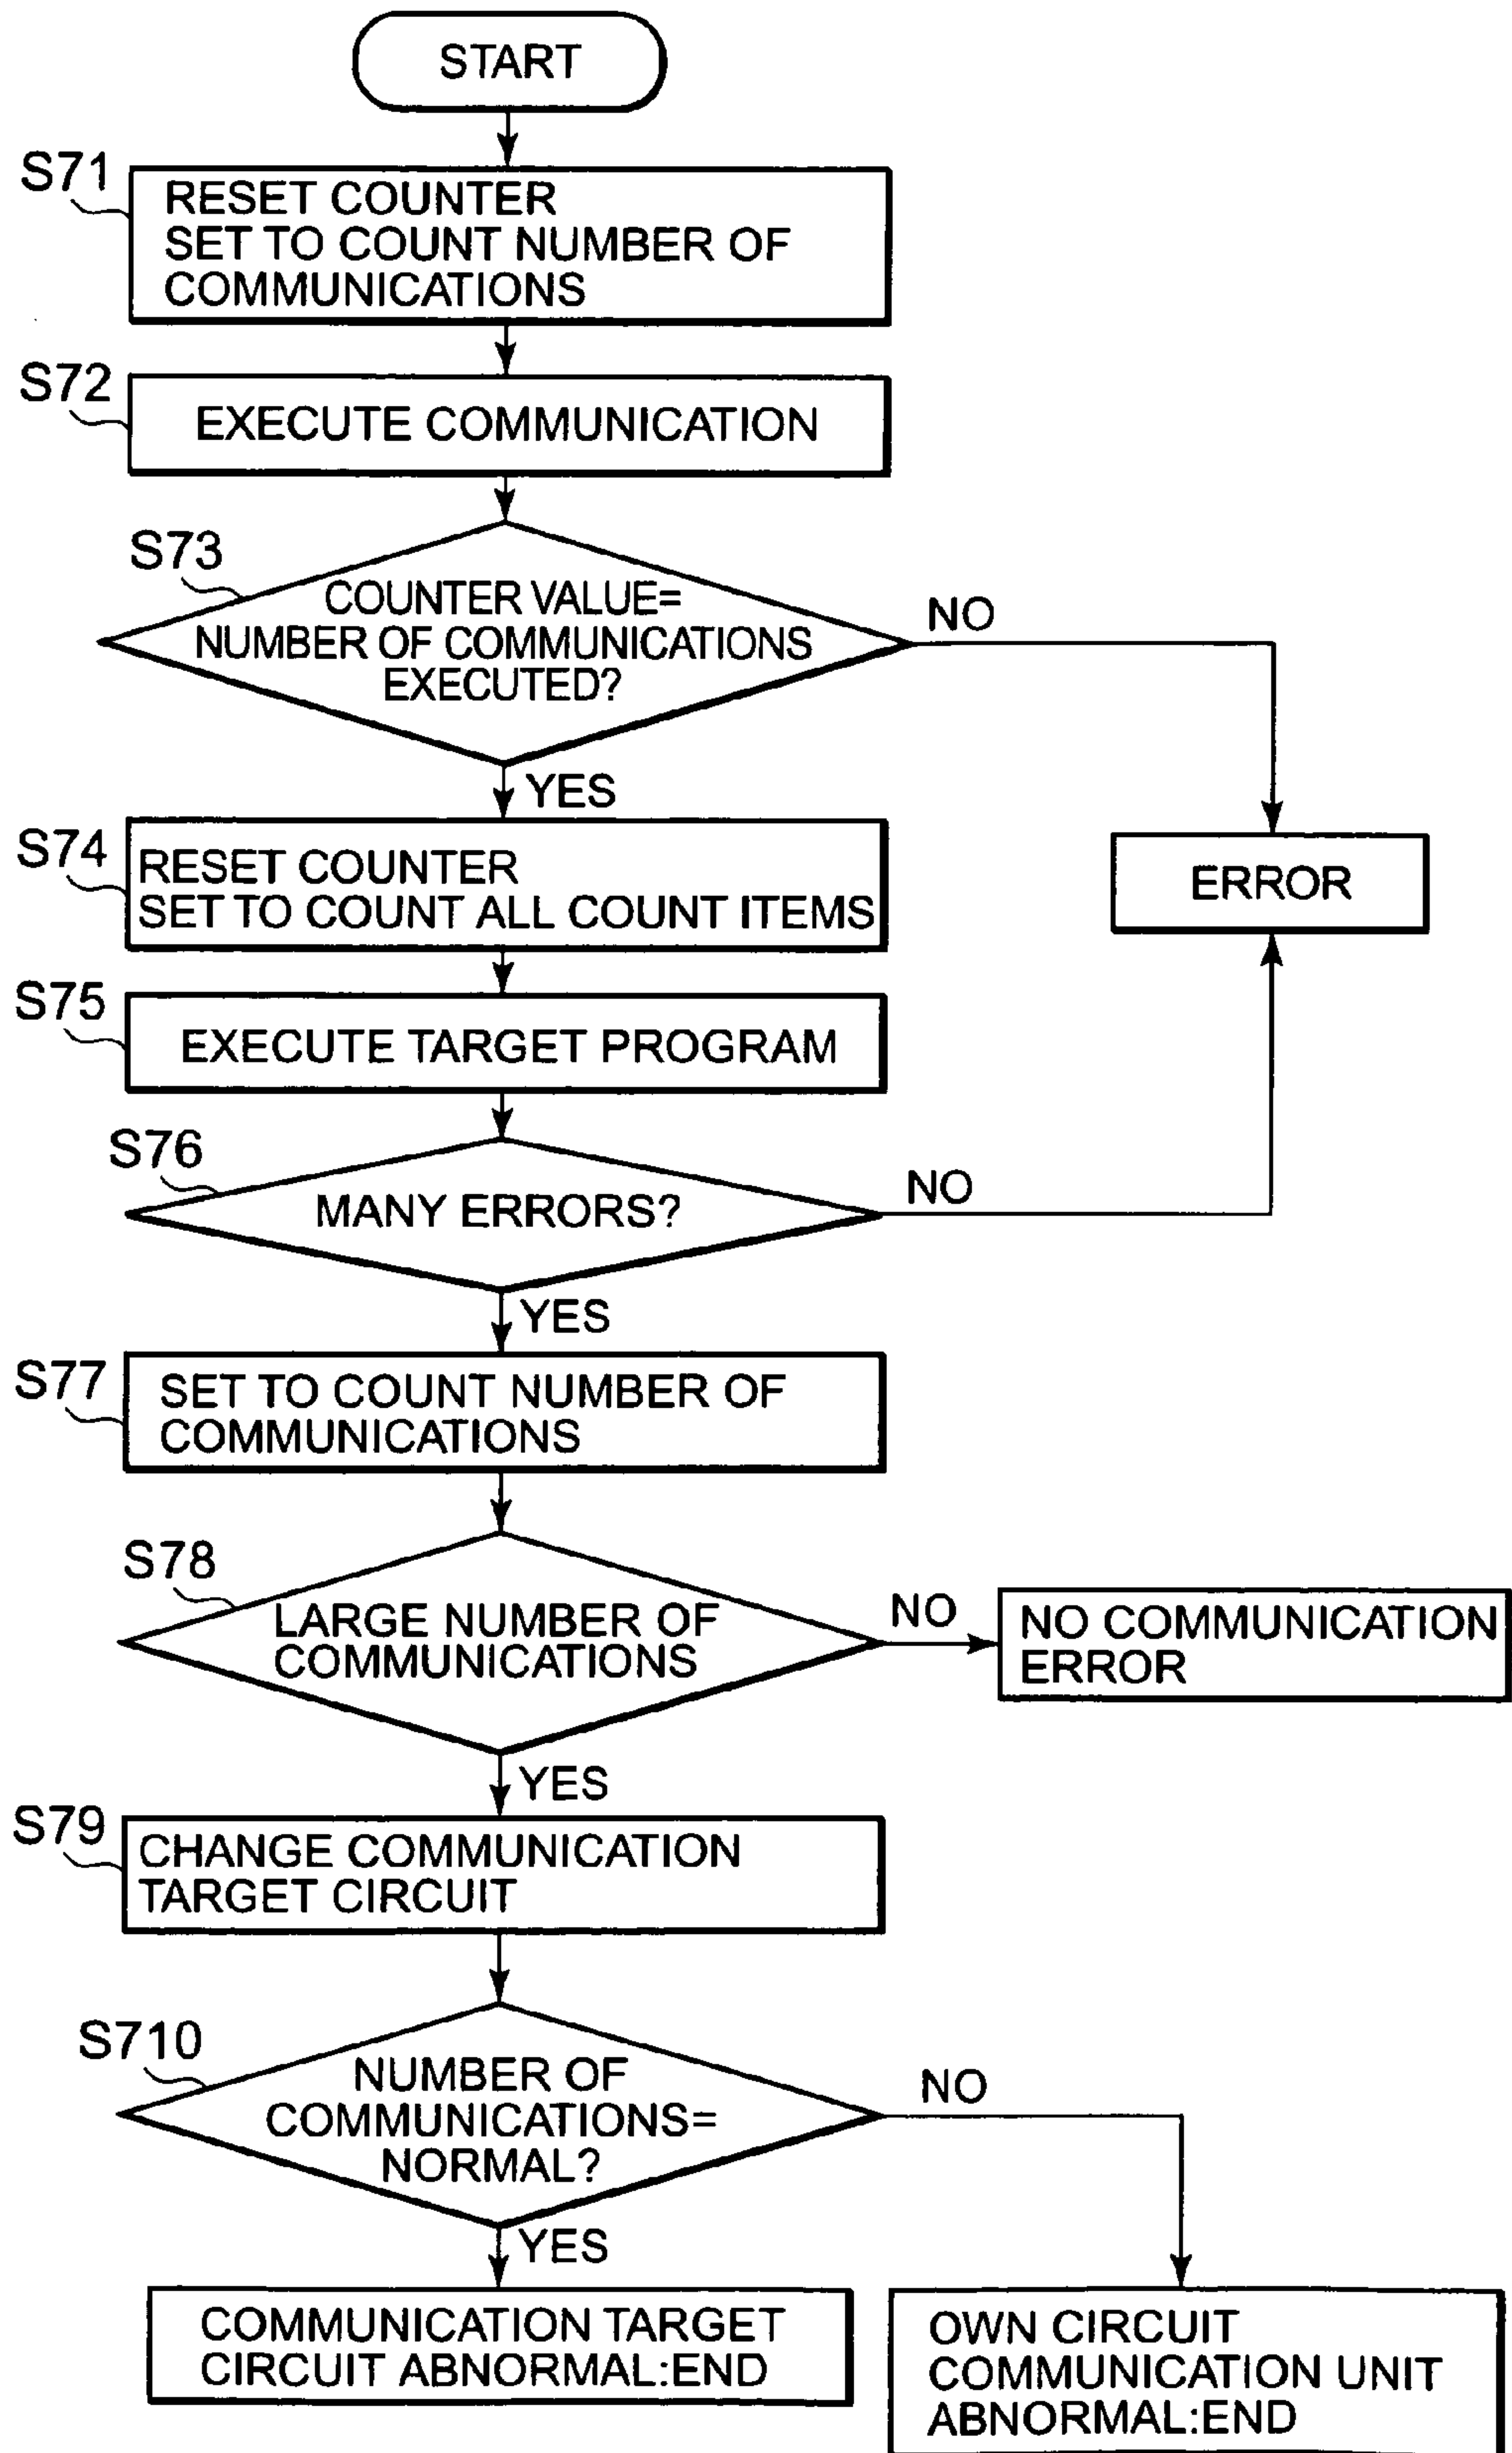 START
S71
RESET COUNTER
SET TO COUNT NUMBER OF
COMMUNICATIONS
S72
EXECUTE COMMUNICATION
S73
COUNTER VALUE=
NUMBER OF COMMUNICATIONS
EXECUTED?
NO
YES
ERROR
S74
RESET COUNTER
SET TO COUNT ALL COUNT ITEMS
S75
EXECUTE TARGET PROGRAM
S76
MANY ERRORS?
NO
YES
S77
SET TO COUNT NUMBER OF
COMMUNICATIONS
S78
LARGE NUMBER OF
COMMUNICATIONS
NO
NO COMMUNICATION
ERROR
YES
S79
CHANGE COMMUNICATION
TARGET CIRCUIT
S710
NUMBER OF
COMMUNICATIONS=
NORMAL?
NO
YES
COMMUNICATION TARGET
CIRCUIT ABNORMAL:END
OWN CIRCUIT
COMMUNICATION UNIT
ABNORMAL:END